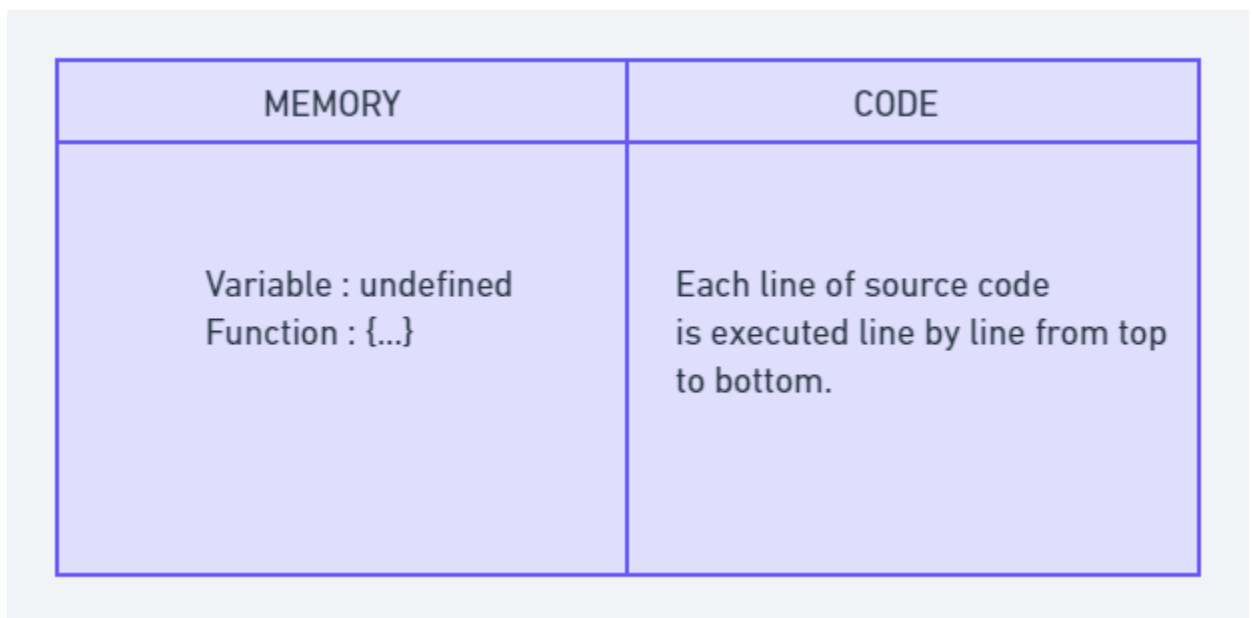 MEMORY
CODE
Variable : undefined
Function : {...}
Each line of source code
is executed line by line from top
to bottom.